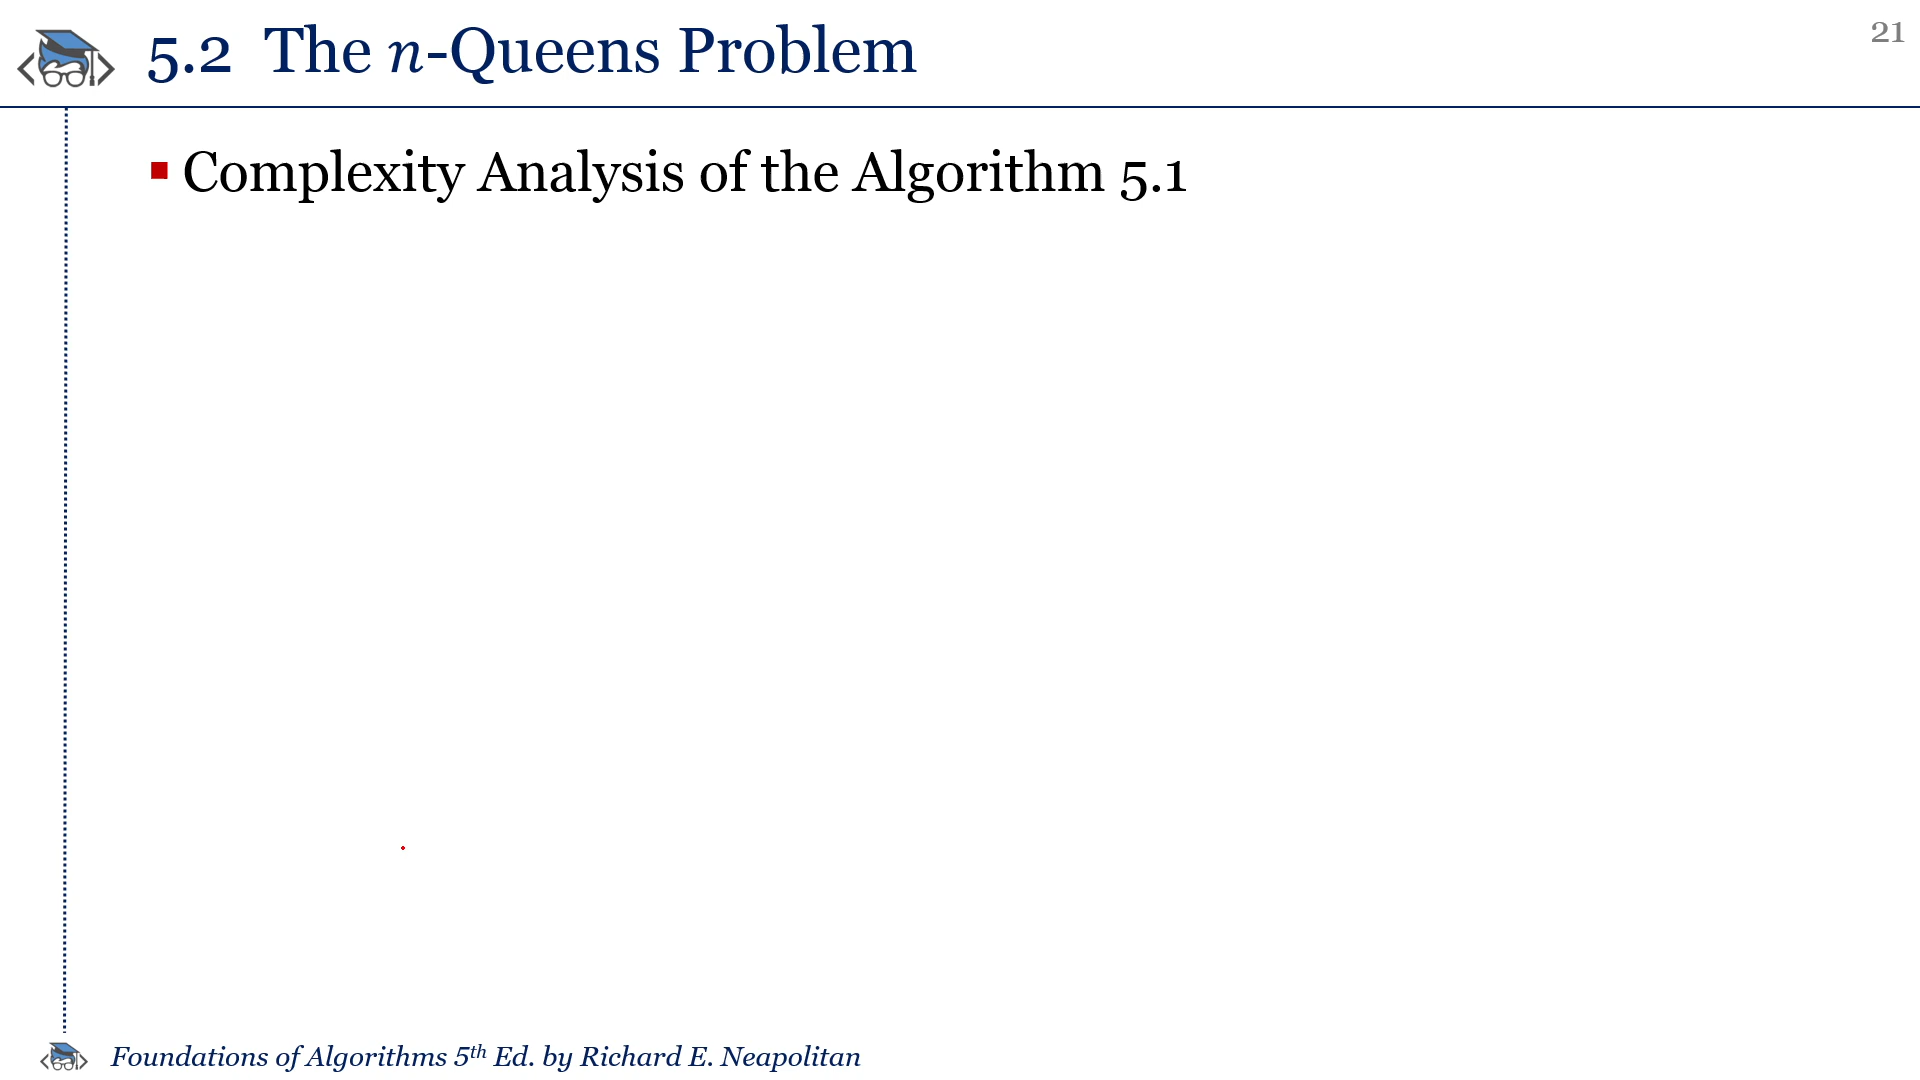 5.2 The n-Queens Problem
21
Complexity Analysis of the Algorithm 5.1
Foundations of Algorithms 5th Ed. by Richard E. Neapolitan